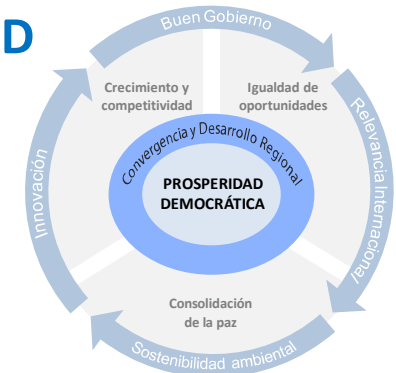 D
Buen Gobierno
Crecimiento y
competitividad
Igualdad de
oportunidades
Relevancia Internacional
Innovación
Convergencia y Desarrollo Regional
PROSPERIDAD
DEMOCRÁTICA
Consolidación
de la paz
Sostenibilidad ambiental